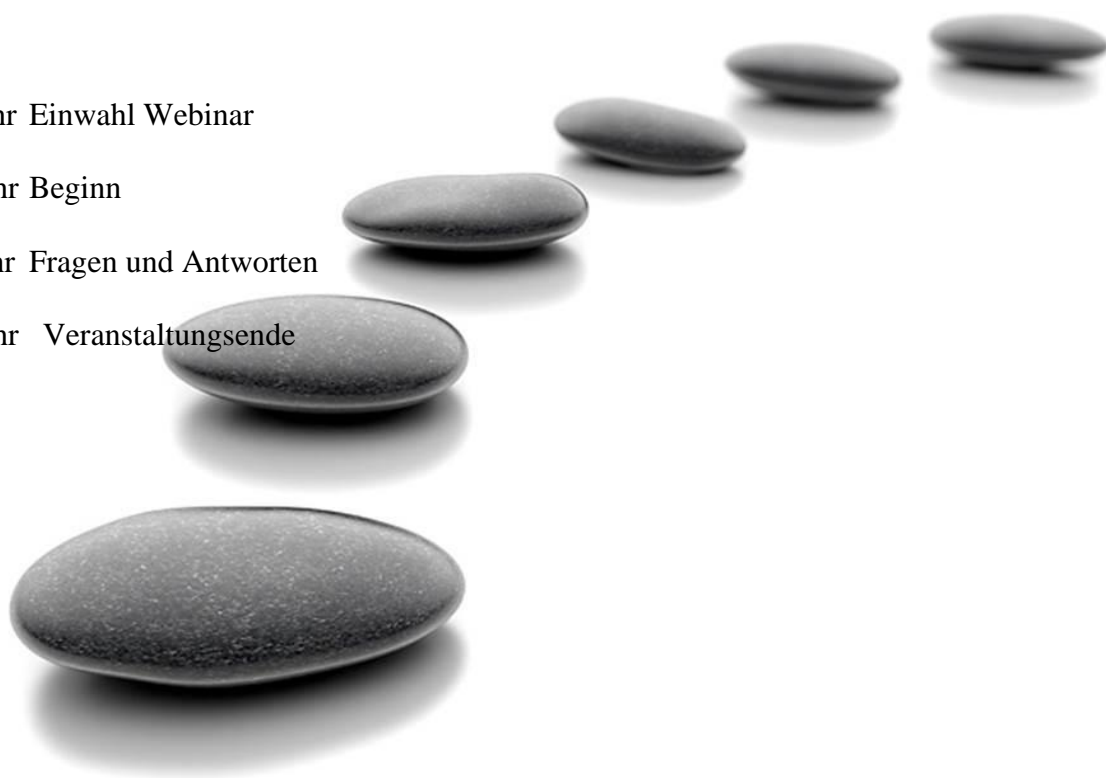 hr Einwahl Webinar
hr Beginn
hr Fragen und Antworten
hr Veranstaltungsende